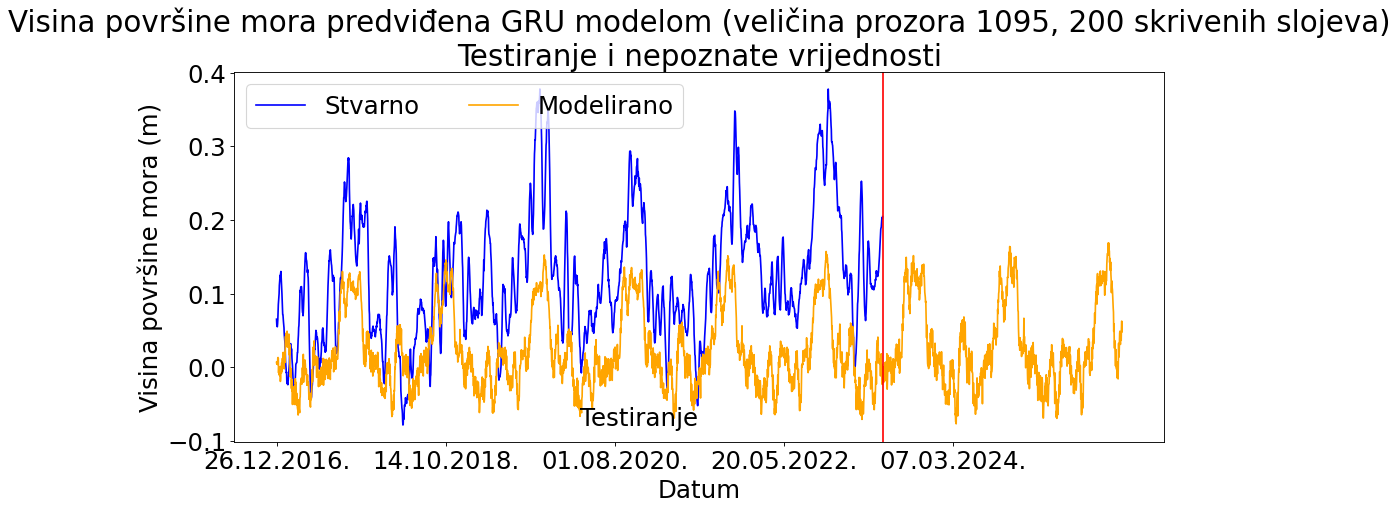 Visina površine mora predviđena GRU modelom (veličina prozora 1095, 200 skrivenih slojeva)
Testiranje i nepoznate vrijednosti
Stvarno Modelirano
Visina površine mora (m)
0.4
0.3
0.2
0.1
0.0
−0.1
Testiranje
26.12.2016. 14.10.2018. 01.08.2020. 20.05.2022. 07.03.2024.
Datum